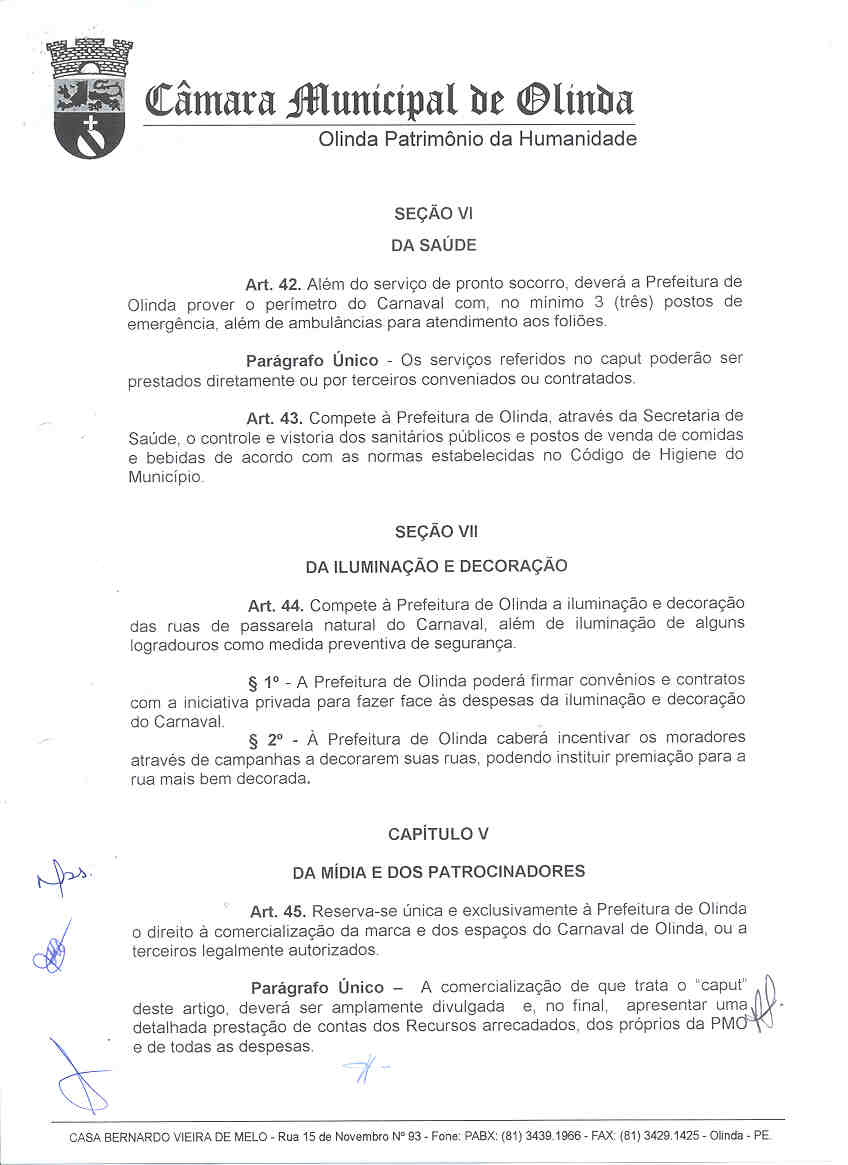 Câmara Municipal de Olinda
Olinda Patrimônio da Humanidade
SEÇÃO VI
DA SAÚDE
Art. 42. Além do serviço de pronto socorro, deverá a Prefeitura de
Olinda prover o perímetro do Carnaval com, no mínimo 3 (três) postos de
emergência, além de ambulâncias para atendimento aos foliões.
Parágrafo Único - Os serviços referidos no caput poderão ser
prestados diretamente ou por terceiros conveniados ou contratados.
Art. 43. Compete à Prefeitura de Olinda, através da Secretaria de
Saúde, o controle e vistoria dos sanitários públicos e postos de venda de comidas
e bebidas de acordo com as normas estabelecidas no Código de Higiene do
Município.
SEÇÃO VII
DA ILUMINAÇÃO E DECORAÇÃO
Art. 44. Compete à Prefeitura de Olinda a iluminação e decoração
das ruas de passarela natural do Carnaval, além de iluminação de alguns
logradouros como medida preventiva de segurança.
§ 1º - A Prefeitura de Olinda poderá firmar convênios e contratos
com a iniciativa privada para fazer face às despesas da iluminação e decoração
do Carnaval.
§ 2º - À Prefeitura de Olinda caberá incentivar os moradores
através de campanhas a decorarem suas ruas, podendo instituir premiação para a
rua mais bem decorada.
CAPÍTULO V
DA MÍDIA E DOS PATROCINADORES
Art. 45. Reserva-se única e exclusivamente à Prefeitura de Olinda
o direito à comercialização da marca e dos espaços do Carnaval de Olinda, ou a
terceiros legalmente autorizados.
Parágrafo Único – A comercialização de que trata o "caput"
deste artigo, deverá ser amplamente divulgada e, no final, apresentar uma
detalhada prestação de contas dos Recursos arrecadados, dos próprios da PMO
e de todas as despesas.
CASA BERNARDO VIEIRA DE MELO - Rua 15 de Novembro Nº 93 - Fone: PABX: (81) 3439.1966 - FAX: (81) 3429.1425 - Olinda - PE.